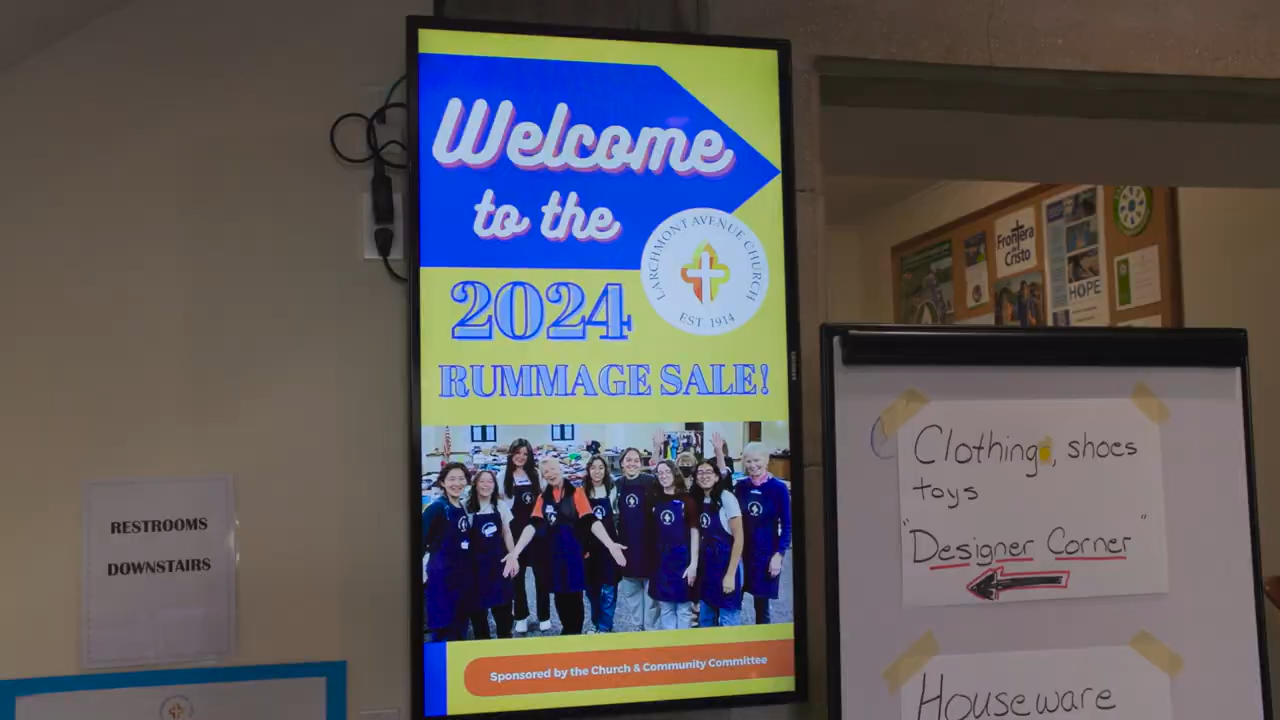 Welcome
to the
LARCHMONT AVENUE CHURCH
EST. 1914
2024
RUMMAGE SALE!
Sponsored by the Church & Community Committee
RESTROOMS
DOWNSTAIRS
Frontera
Cristo
HOPE
Clothing, shoes
toys
"Designer Corner"
Houseware